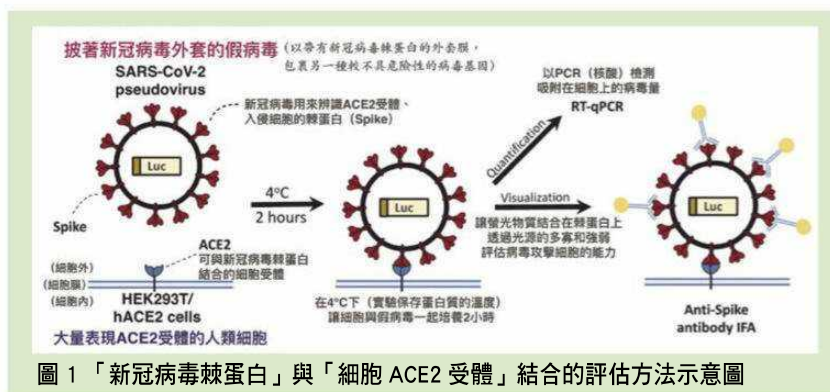 披著新冠病毒外套的假病毒 (以帶有新冠病毒棘蛋白的外套膜，
包裹另一種較不具危險性的病毒基因)
SARS-CoV-2
pseudovirus
新冠病毒用來辨識ACE2受體、
入侵細胞的棘蛋白（Spike）
Luc
Spike
ACE2
可與新冠病毒棘蛋白
結合的細胞受體
(細胞外)
(細胞膜)
(細胞內)
HEK293T/
hACE2 cells
大量表現ACE2受體的人類細胞
4°C
2 hours
Luc
在4°C下（實驗保存蛋白質的溫度）
讓細胞與假病毒一起培養2小時
Quantification
以PCR（核酸）檢測
吸附在細胞上的病毒量
RT-qPCR
Visualization
讓螢光物質結合在棘蛋白上
透過光源的多寡和強弱
評估病毒攻擊細胞的能力
Luc
Anti-Spike
antibody IFA
圖 1 「新冠病毒棘蛋白」與「細胞 ACE2 受體」結合的評估方法示意圖